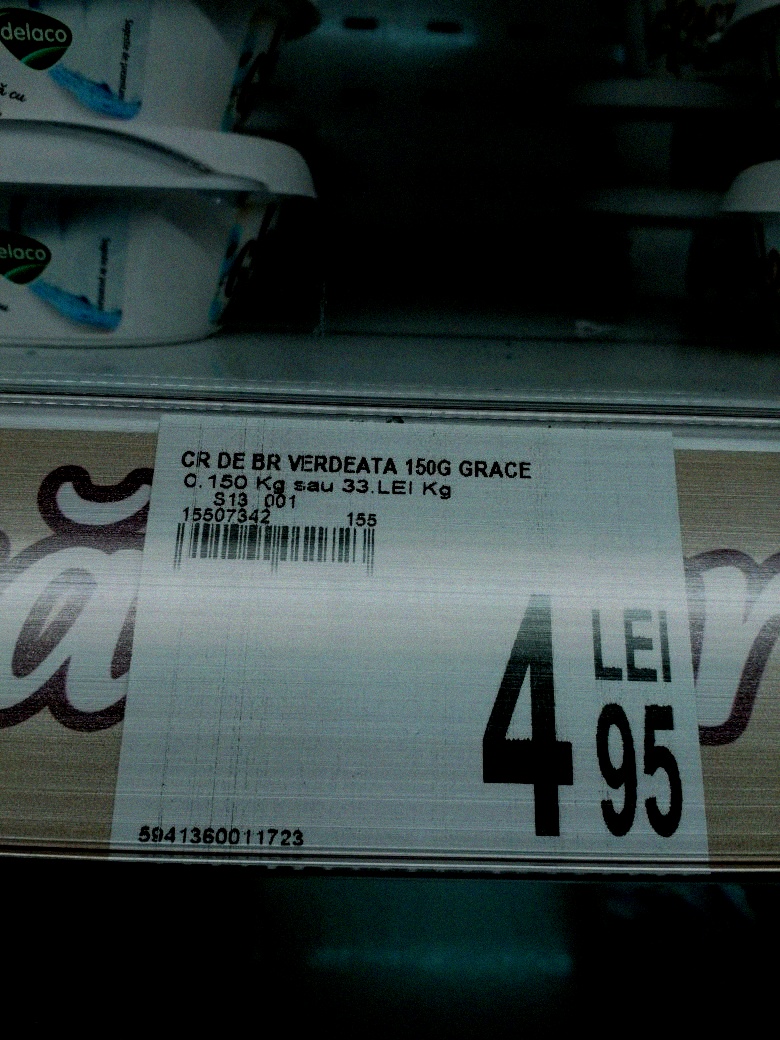 delaco
ă cu
delaco
CR DE BR VERDEATA 150G GRACE
0.150 Kg sau 33.LEI Kg
S13 001
15507342 155
4 LEI 95
5941360011723